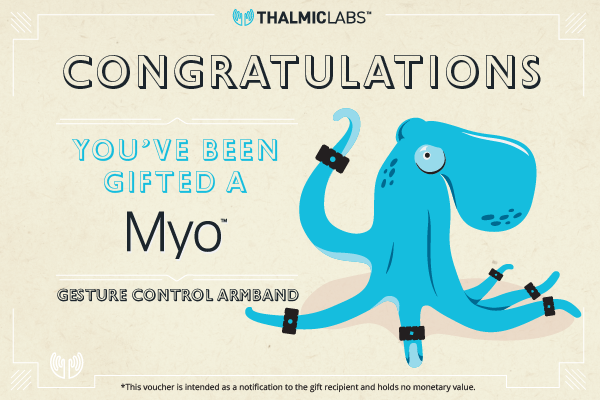 THALMICLABS™
CONGRATULATIONS
YOU'VE BEEN
GIFTED A
Myo™
GESTURE CONTROL ARMBAND
*This voucher is intended as a notification to the gift recipient and holds no monetary value.